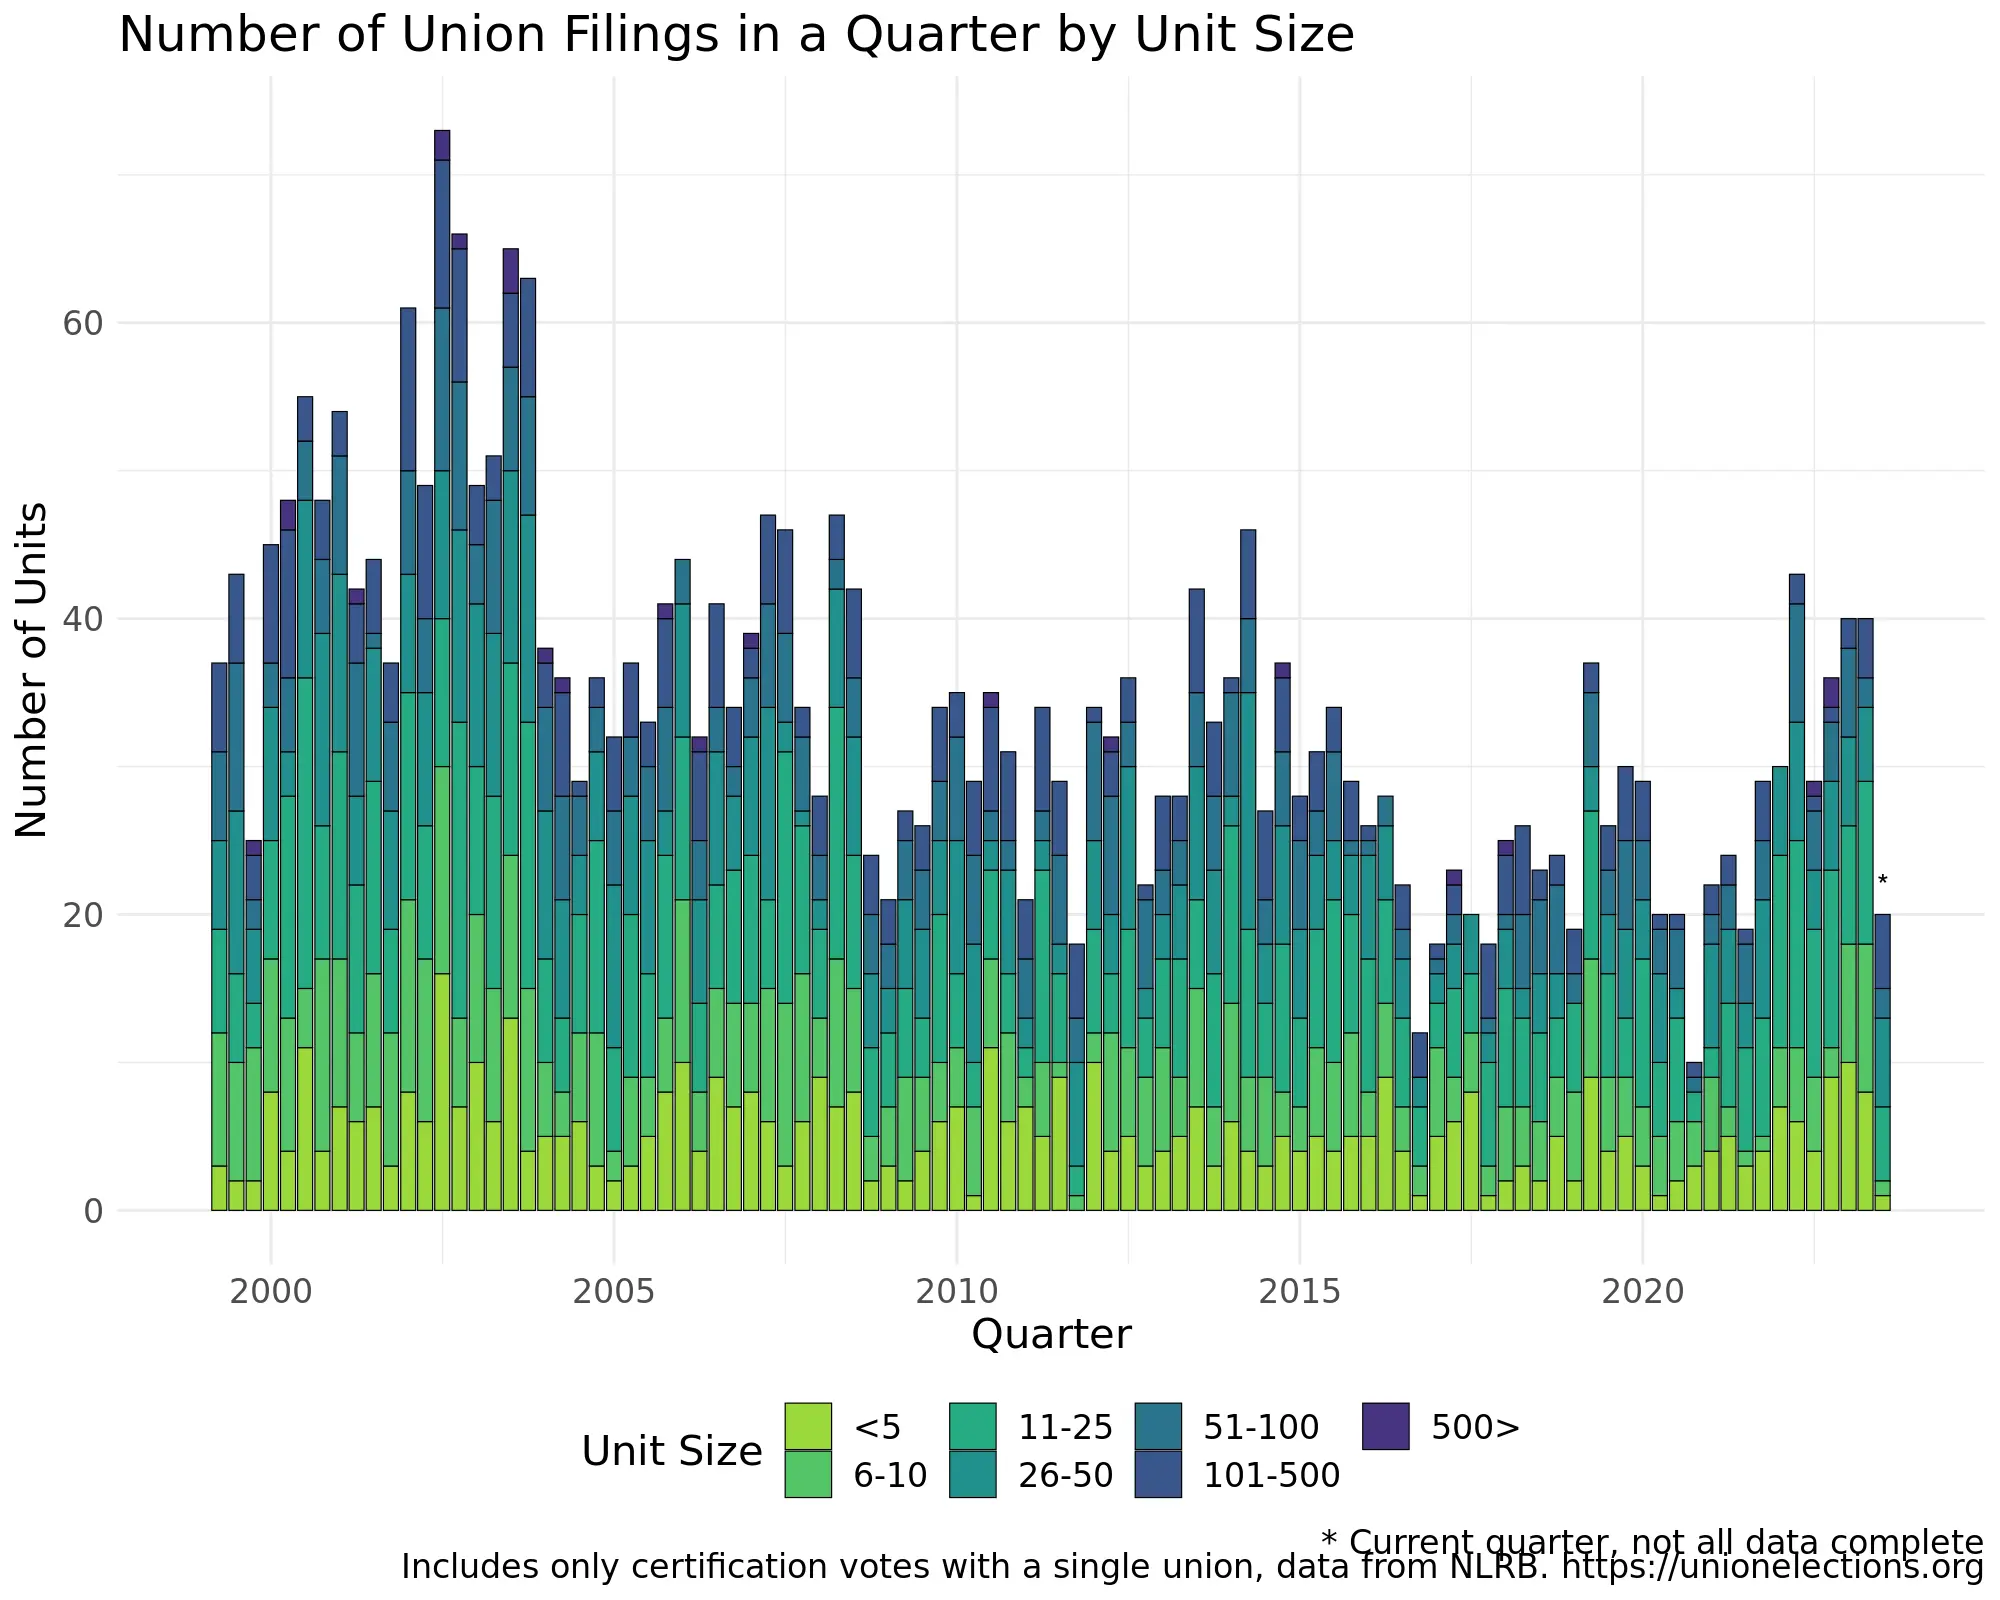 Number of Union Filings in a Quarter by Unit Size
Number of Units
60
40
20
0
*
2000 2005 2010 2015 2020
Quarter
Unit Size
<5 11-25 51-100 500>
6-10 26-50 101-500
* Current quarter, not all data complete
Includes only certification votes with a single union, data from NLRB. https://unionelections.org